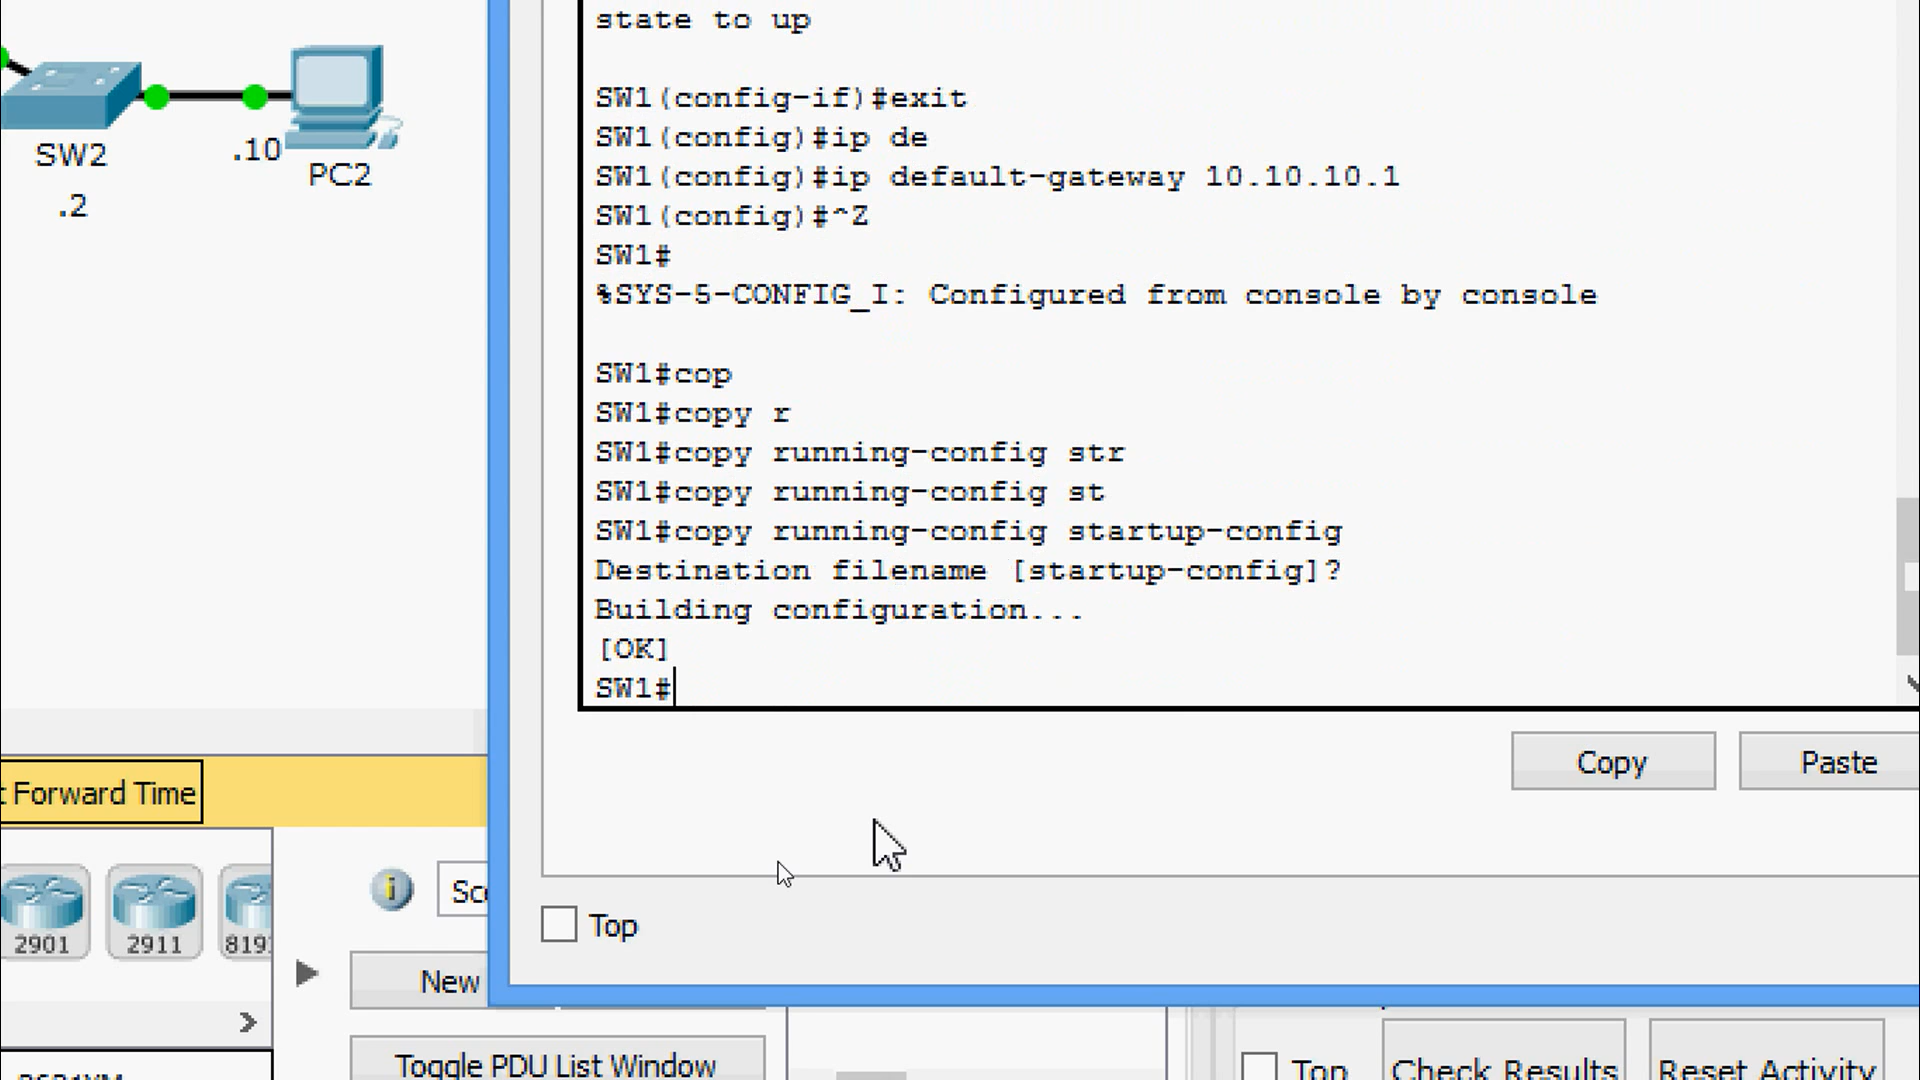 state to up
SW1(config-if)#exit
SW1(config)#ip de
SW1(config)#ip default-gateway 10.10.10.1
SW1(config)#^Z
SW1#
%SYS-5-CONFIG_I: Configured from console by console
SW1#cop
SW1#copy r
SW1#copy running-config str
SW1#copy running-config st
SW1#copy running-config startup-config
Destination filename [startup-config]?
Building configuration...
[OK]
SW1#
SW2
.2
.10
PC2
Copy
Paste
Forward Time
2901
2911
819
i
Top
New
Toggle PDU List Window
Top
Check Results
Reset Activity